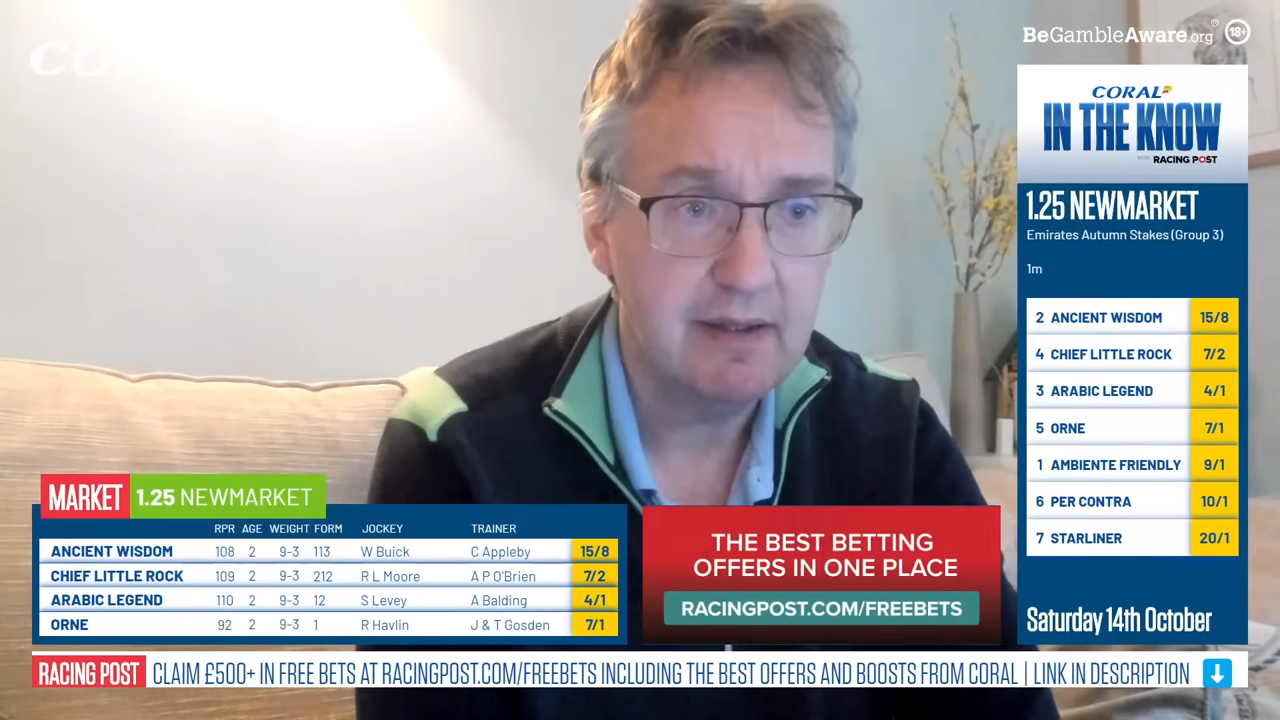 CORAL
BeGambleAware.org®
18+
CORAL
IN THE KNOW
WITH RACING POST
1.25 NEWMARKET
Emirates Autumn Stakes (Group 3)
1m
2 ANCIENT WISDOM 15/8
4 CHIEF LITTLE ROCK 7/2
3 ARABIC LEGEND 4/1
5 ORNE 7/1
1 AMBIENTE FRIENDLY 9/1
6 PER CONTRA 10/1
7 STARLINER 20/1
Saturday 14th October
MARKET 1.25 NEWMARKET
RPR AGE WEIGHT FORM JOCKEY TRAINER
ANCIENT WISDOM 108 2 9-3 113 W Buick C Appleby 15/8
CHIEF LITTLE ROCK 109 2 9-3 212 R L Moore A P O'Brien 7/2
ARABIC LEGEND 110 2 9-3 12 S Levey A Balding 4/1
ORNE 92 2 9-3 1 R Havlin J & T Gosden 7/1
THE BEST BETTING
OFFERS IN ONE PLACE
RACINGPOST.COM/FREEBETS
RACING POST CLAIM £500+ IN FREE BETS AT RACINGPOST.COM/FREEBETS INCLUDING THE BEST OFFERS AND BOOSTS FROM CORAL | LINK IN DESCRIPTION